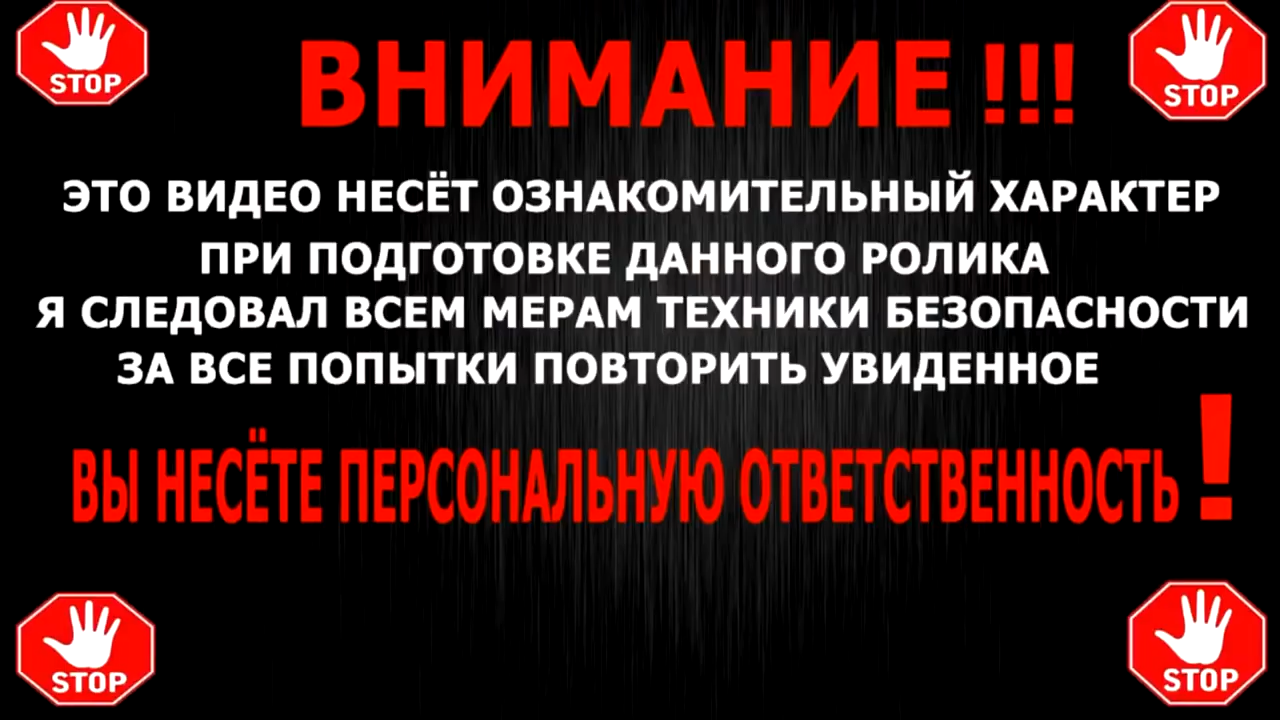 STOP
STOP
ВНИМАНИЕ !!!
ЭТО ВИДЕО НЕСЁТ ОЗНАКОМИТЕЛЬНЫЙ ХАРАКТЕР
ПРИ ПОДГОТОВКЕ ДАННОГО РОЛИКА
Я СЛЕДОВАЛ ВСЕМ МЕРАМ ТЕХНИКИ БЕЗОПАСНОСТИ
ЗА ВСЕ ПОПЫТКИ ПОВТОРИТЬ УВИДЕННОЕ
ВЫ НЕСЁТЕ ПЕРСОНАЛЬНУЮ ОТВЕТСТВЕННОСТЬ !
STOP
STOP